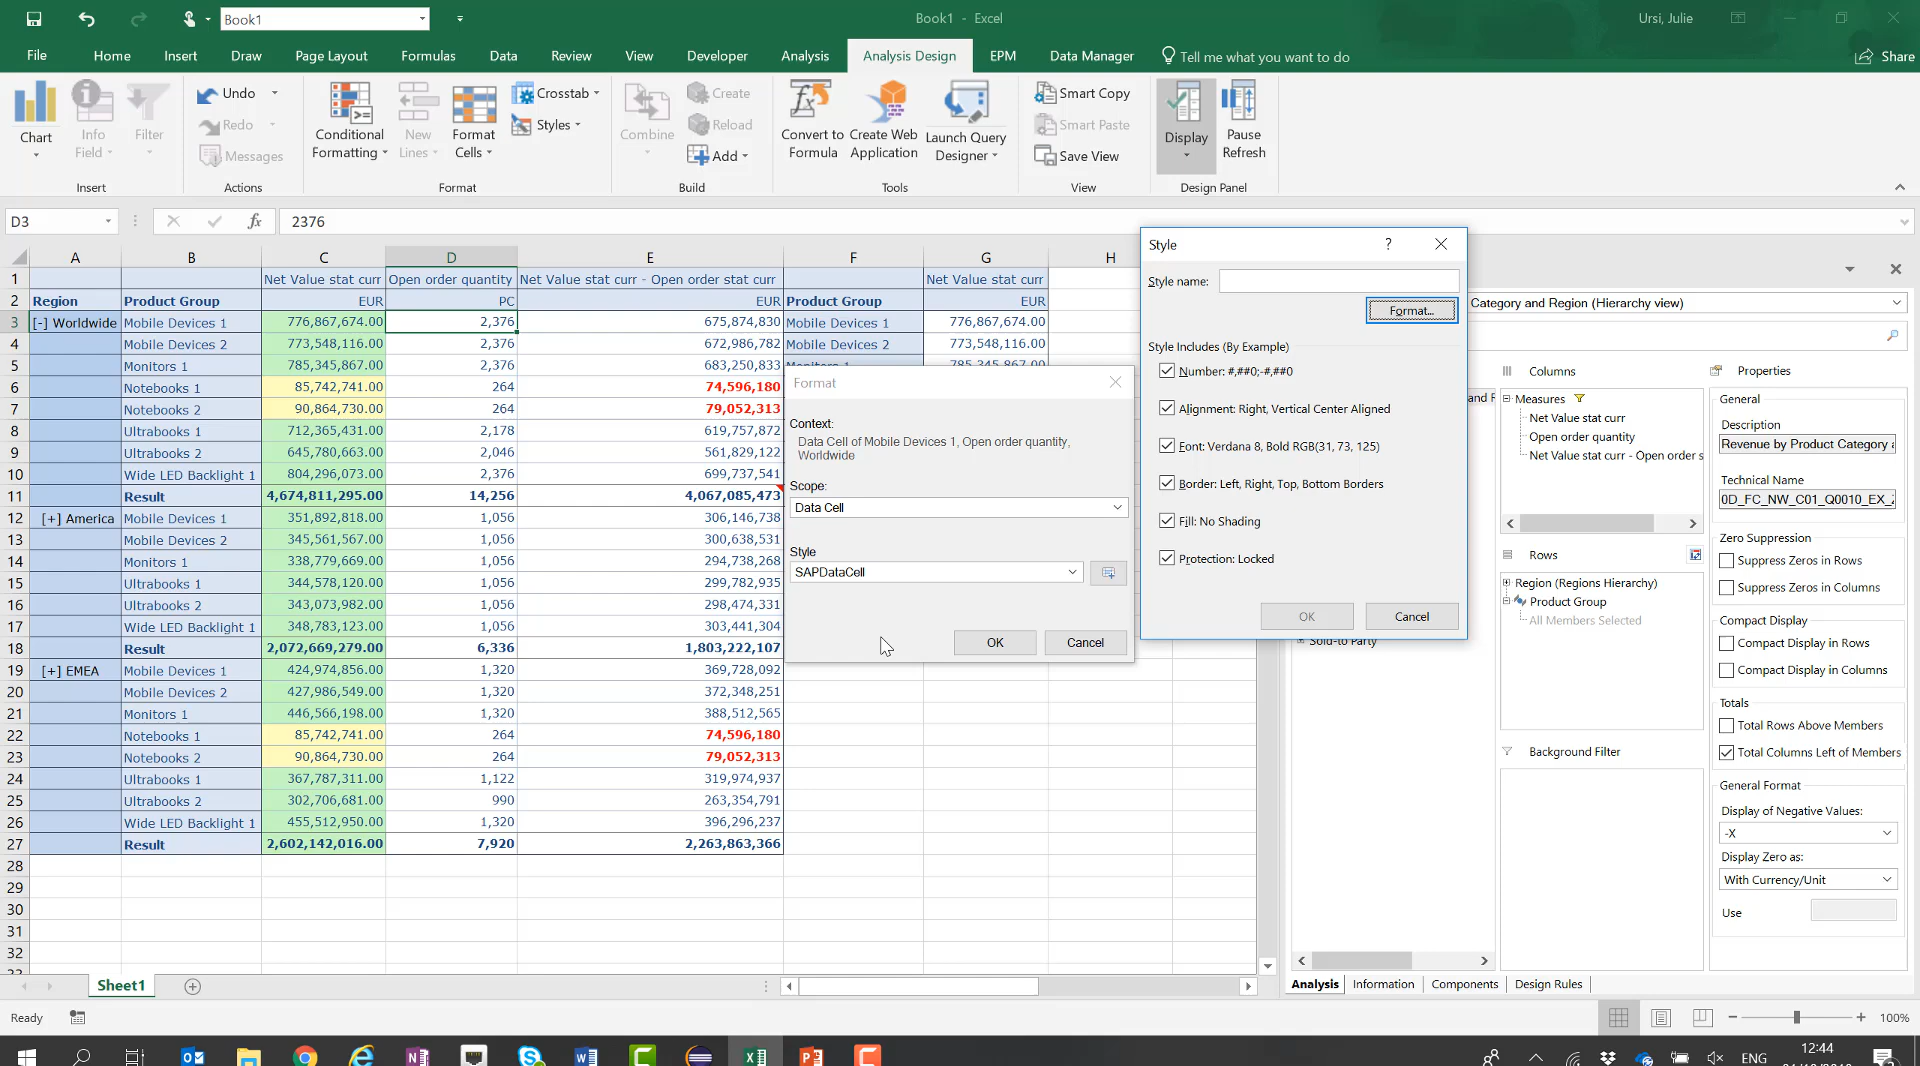 Book1
Book1 - Excel
Ursi, Julie
File Home Insert Draw Page Layout Formulas Data Review View Developer Analysis Analysis Design EPM Data Manager Tell me what you want to do Share
Chart
Info Field
Filter
Insert
Undo
Redo
Messages
Actions
Conditional Formatting
New Lines
Format Cells
Crosstab
Styles
Format
Combine
Create
Reload
Add
Build
Convert to Formula
Create Web Application
Launch Query Designer
Tools
Smart Copy
Smart Paste
Save View
View
Display
Pause Refresh
Design Panel
D3 fx 2376
A B C D E F G H
1 Net Value stat curr Open order quantity Net Value stat curr - Open order stat curr Net Value stat curr
2 Region Product Group EUR PC EUR Product Group EUR
3 [-] Worldwide Mobile Devices 1 776,867,674.00 2,376 675,874,830 Mobile Devices 1 776,867,674.00
4 Mobile Devices 2 773,548,116.00 2,376 672,986,782 Mobile Devices 2 773,548,116.00
5 Monitors 1 785,345,867.00 2,376 683,250,833 Monitors 1 785,345,867.00
6 Notebooks 1 85,742,741.00 264 74,596,180
7 Notebooks 2 90,864,730.00 264 79,052,313
8 Ultrabooks 1 712,365,431.00 2,178 619,757,872
9 Ultrabooks 2 645,780,663.00 2,046 561,829,122
10 Wide LED Backlight 1 804,296,073.00 2,376 699,737,541
11 Result 4,674,811,295.00 14,256 4,067,085,473
12 [+] America Mobile Devices 1 351,892,818.00 1,056 306,146,738
13 Mobile Devices 2 345,561,567.00 1,056 300,638,531
14 Monitors 1 338,779,669.00 1,056 294,738,268
15 Ultrabooks 1 344,578,120.00 1,056 299,782,935
16 Ultrabooks 2 343,073,982.00 1,056 298,474,331
17 Wide LED Backlight 1 348,783,123.00 1,056 303,441,304
18 Result 2,072,669,279.00 6,336 1,803,222,107
19 [+] EMEA Mobile Devices 1 424,974,856.00 1,320 369,728,092
20 Mobile Devices 2 427,986,549.00 1,320 372,348,251
21 Monitors 1 446,566,198.00 1,320 388,512,565
22 Notebooks 1 85,742,741.00 264 74,596,180
23 Notebooks 2 90,864,730.00 264 79,052,313
24 Ultrabooks 1 367,787,311.00 1,122 319,974,937
25 Ultrabooks 2 302,706,681.00 990 263,354,791
26 Wide LED Backlight 1 455,512,950.00 1,320 396,296,237
27 Result 2,602,142,016.00 7,920 2,263,863,366
28
29
30
31
32
Format
Context:
Data Cell of Mobile Devices 1, Open order quantity,
Worldwide
Scope:
Data Cell
Style
SAPDataCell
OK Cancel
Style ?
Style name:
Format...
Style Includes (By Example)
Number: #,##0;-#,##0
Alignment: Right, Vertical Center Aligned
Font: Verdana 8, Bold RGB(31, 73, 125)
Border: Left, Right, Top, Bottom Borders
Fill: No Shading
Protection: Locked
OK Cancel
Category and Region (Hierarchy view)
and R
Sold-to Party
Columns
Measures
Net Value stat curr
Open order quantity
Net Value stat curr - Open order s
Rows
Region (Regions Hierarchy)
Product Group
All Members Selected
Background Filter
Properties
General
Description
Revenue by Product Category a
Technical Name
0D_FC_NW_C01_Q0010_EX_
Zero Suppression
Suppress Zeros in Rows
Suppress Zeros in Columns
Compact Display
Compact Display in Rows
Compact Display in Columns
Totals
Total Rows Above Members
Total Columns Left of Members
General Format
Display of Negative Values:
-X
Display Zero as:
With Currency/Unit
Use
Analysis Information Components Design Rules
Sheet1
Ready
100%
ENG
12:44